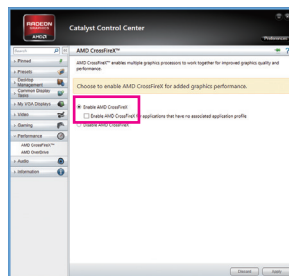 RADEON
GRAPHICS
AMD
Catalyst Control Center
Preferences
Search
AMD CrossFireX™
Pinned
Presets
Desktop
Management
Common Display
Tasks
My VGA Displays
Video
Gaming
Performance
AMD CrossFireX™
AMD OverDrive
Audio
Information
AMD CrossFireX™ enables multiple graphics processors to work together for improved graphics quality and
performance.
Choose to enable AMD CrossFireX for added graphics performance.
Enable AMD CrossFireX
Enable AMD CrossFireX for applications that have no associated application profile
Disable AMD CrossFireX
Discard
Apply